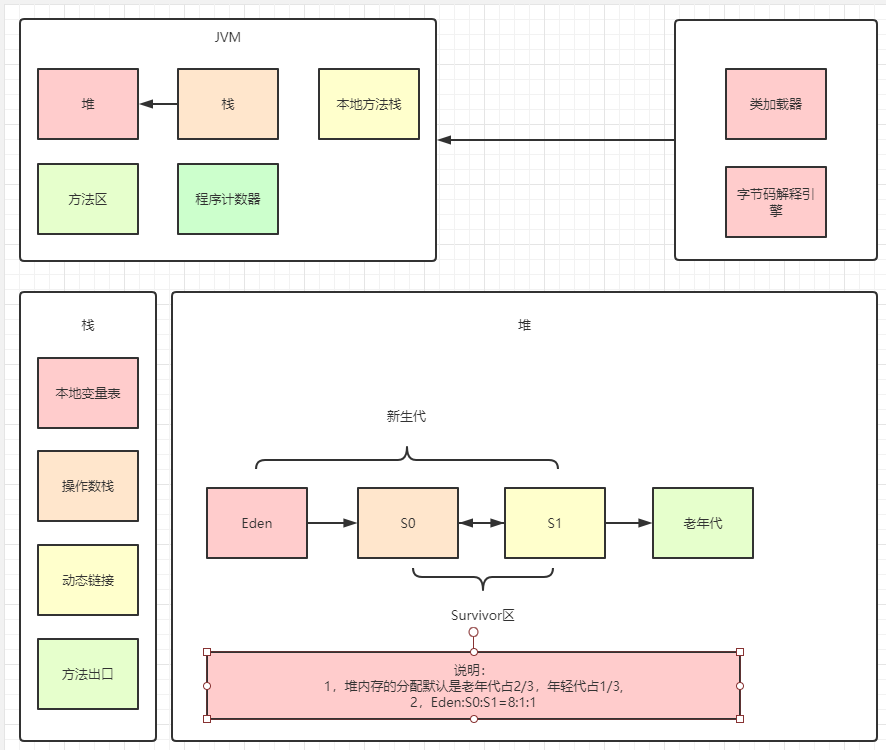 JVM
堆
栈
本地方法栈
类加载器
方法区
程序计数器
字节码解释引
擎
栈
本地变量表
操作数栈
动态链接
方法出口
堆
新生代
Eden
S0
S1
老年代
Survivor区
说明：
1，堆内存的分配默认是老年代占2/3，年轻代占1/3，
2，Eden:S0:S1=8:1:1